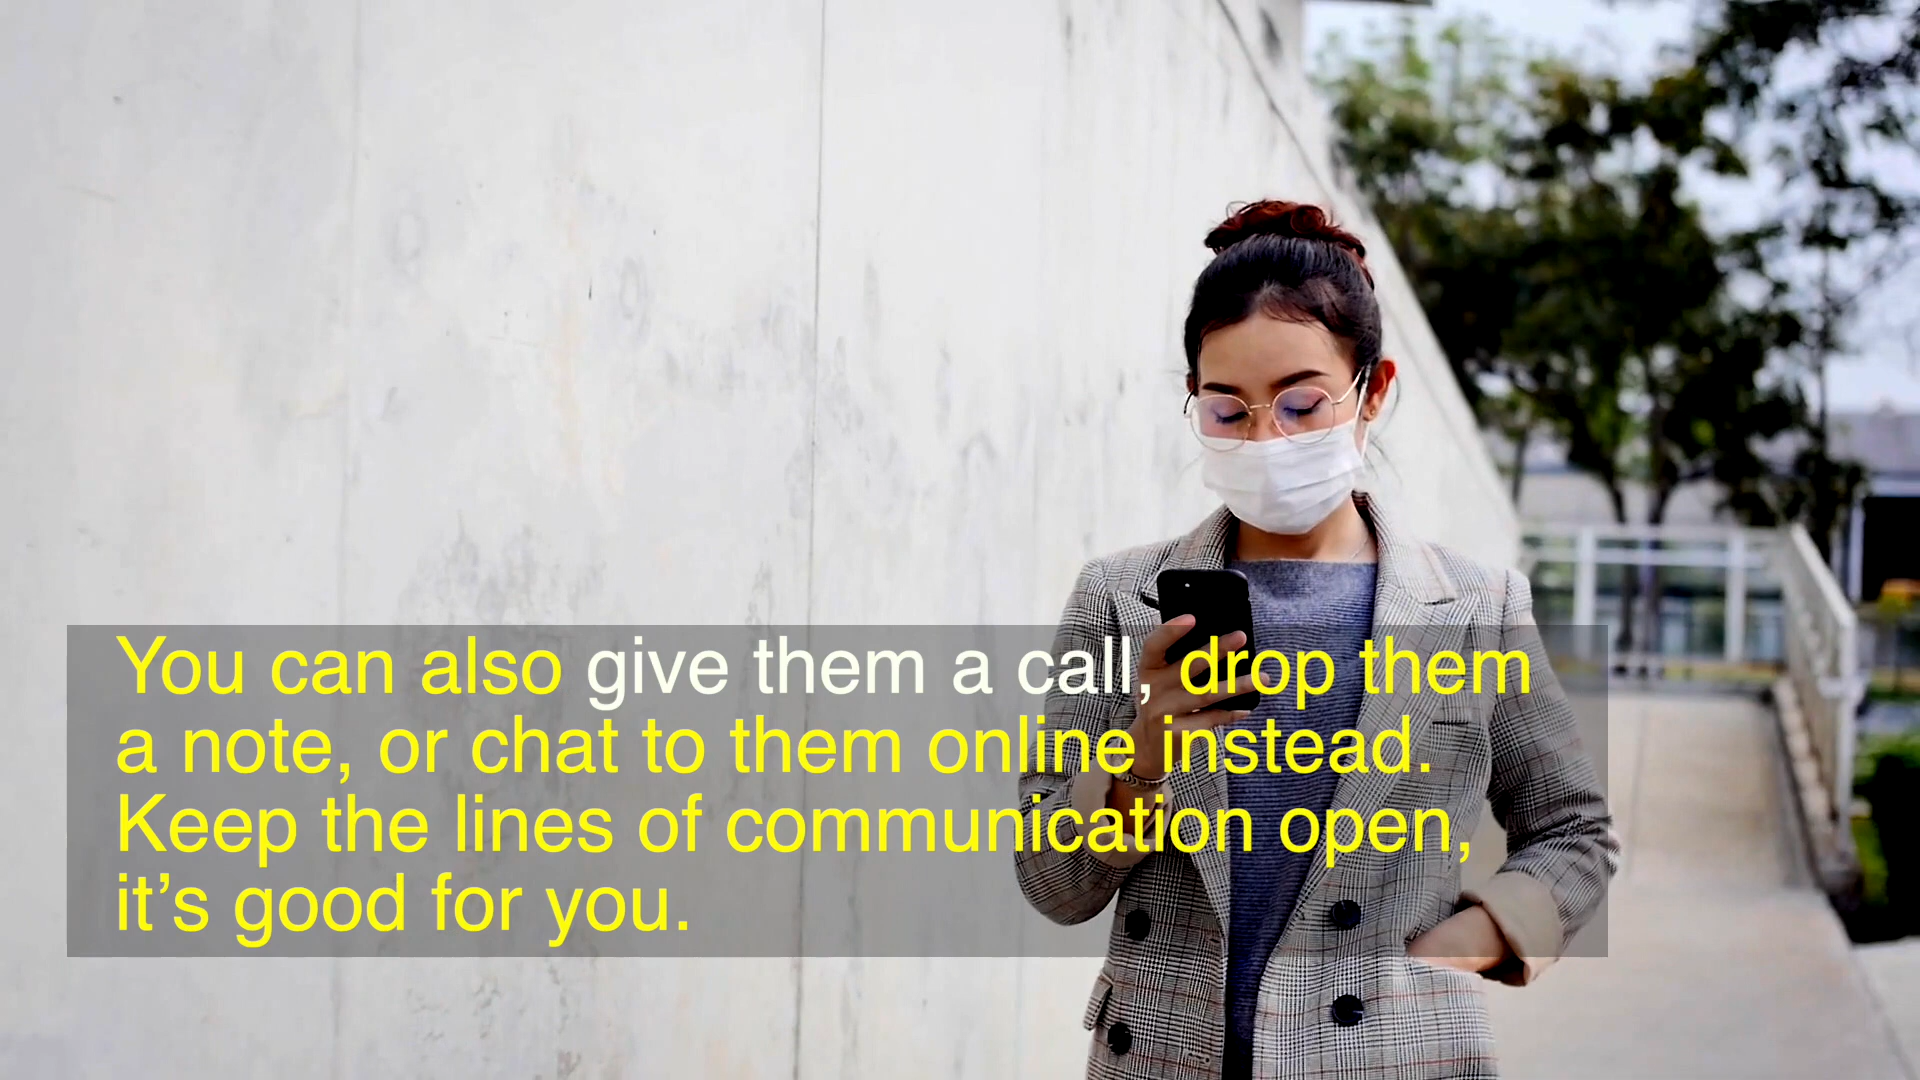 You can also give them a call, drop them
a note, or chat to them online instead.
Keep the lines of communication open,
it’s good for you.